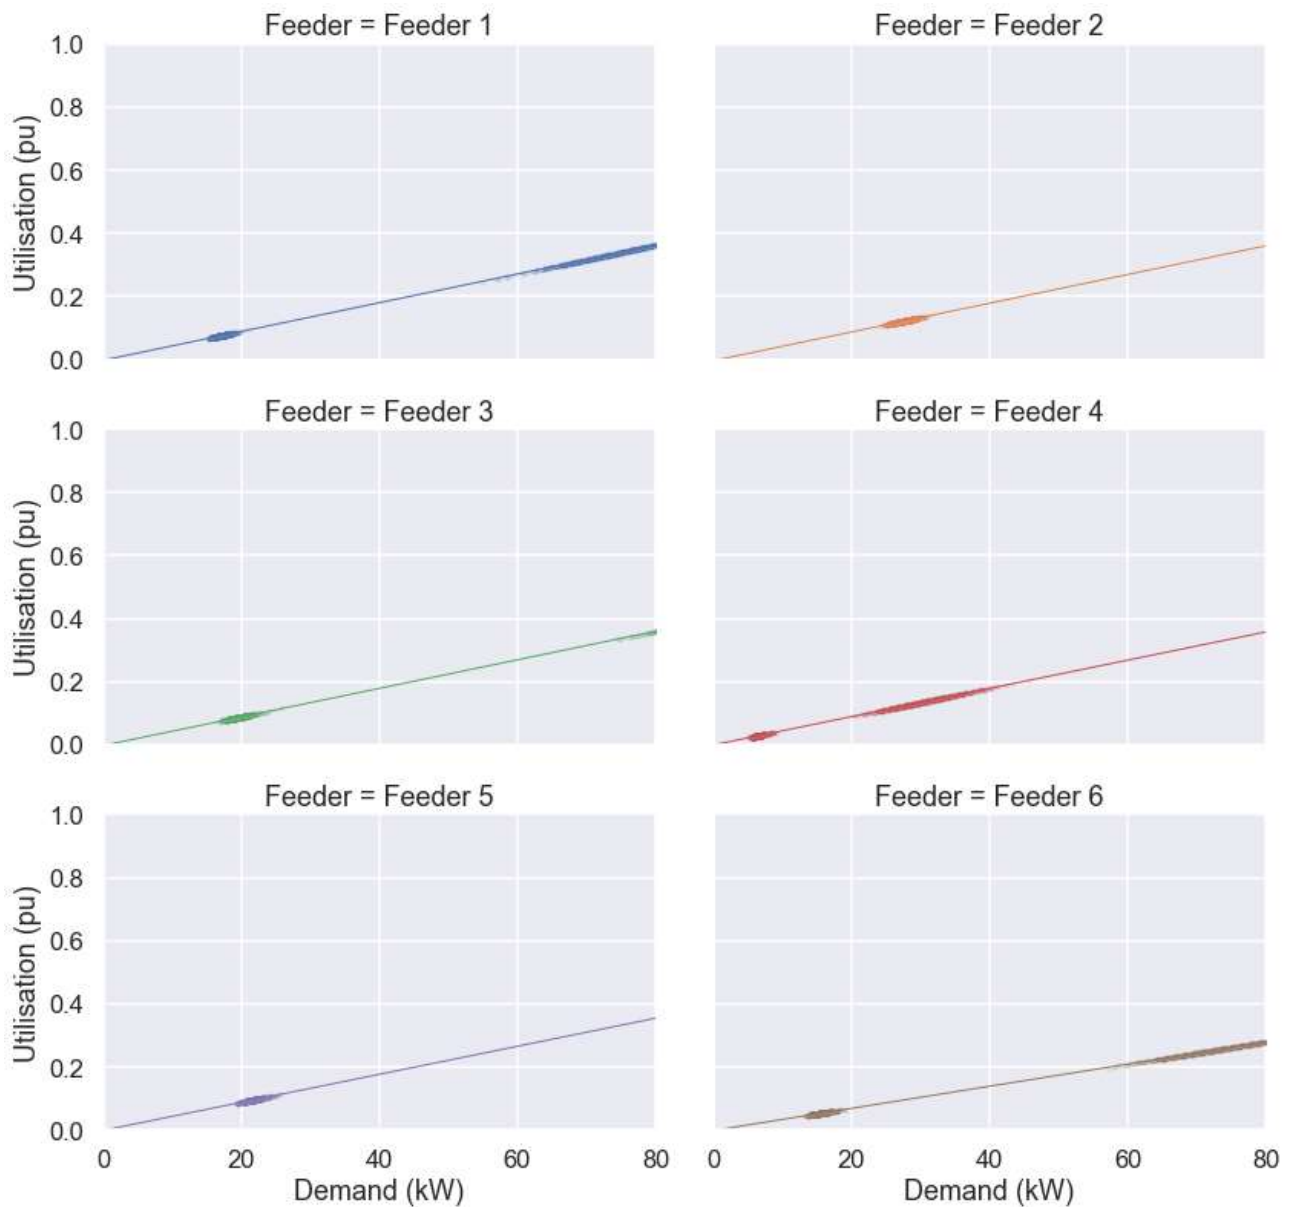 Feeder = Feeder 1
Feeder = Feeder 2
1.0
0.8
0.6
0.4
0.2
0.0
Utilisation (pu)
Feeder = Feeder 3
Feeder = Feeder 4
1.0
0.8
0.6
0.4
0.2
0.0
Utilisation (pu)
Feeder = Feeder 5
Feeder = Feeder 6
1.0
0.8
0.6
0.4
0.2
0.0
Utilisation (pu)
0 20 40 60 80
0 20 40 60 80
Demand (kW)
Demand (kW)